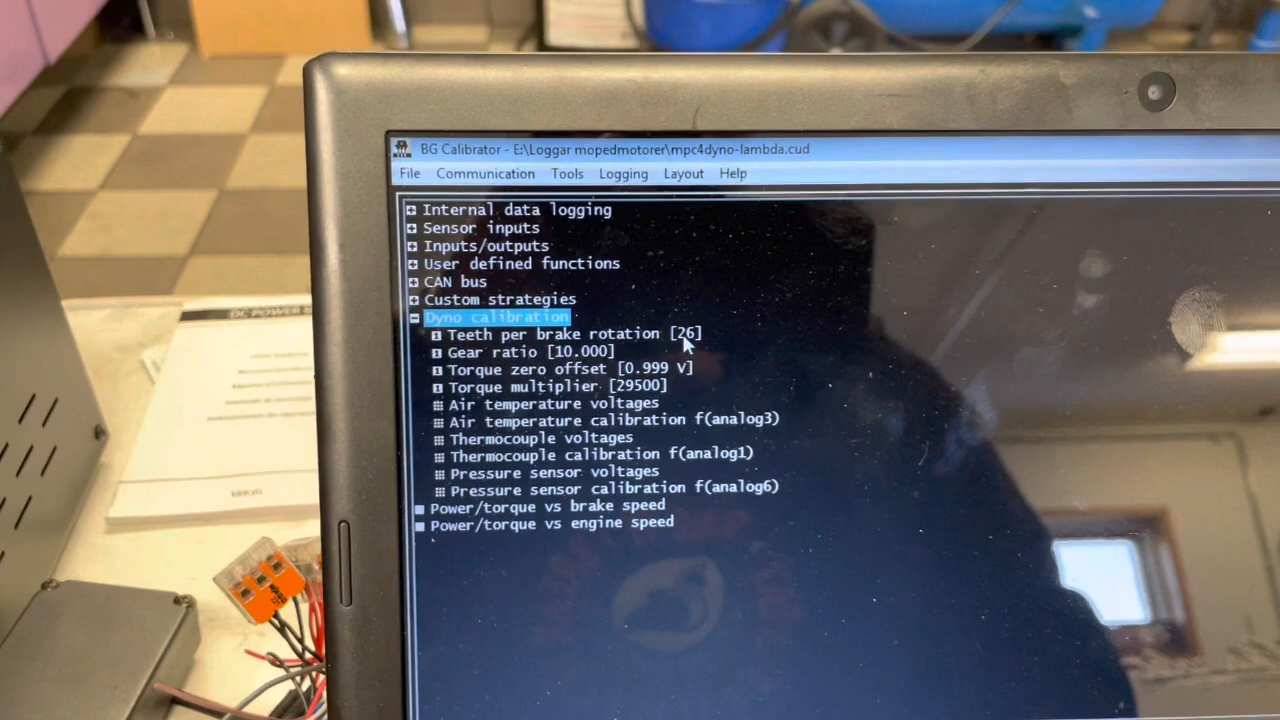 BG Calibrator - E:\Loggar mopedmotorer\mpc4dyno-lambda.cud
File Communication Tools Logging Layout Help
Internal data logging
Sensor inputs
Inputs/outputs
User defined functions
CAN bus
Custom strategies
Dyno calibration
Teeth per brake rotation [26]
Gear ratio [10.000]
Torque zero offset [0.999 V]
Torque multiplier [29500]
Air temperature voltages
Air temperature calibration f(analog3)
Thermocouple voltages
Thermocouple calibration f(analog1)
Pressure sensor voltages
Pressure sensor calibration f(analog6)
Power/torque vs brake speed
Power/torque vs engine speed
DC POWER